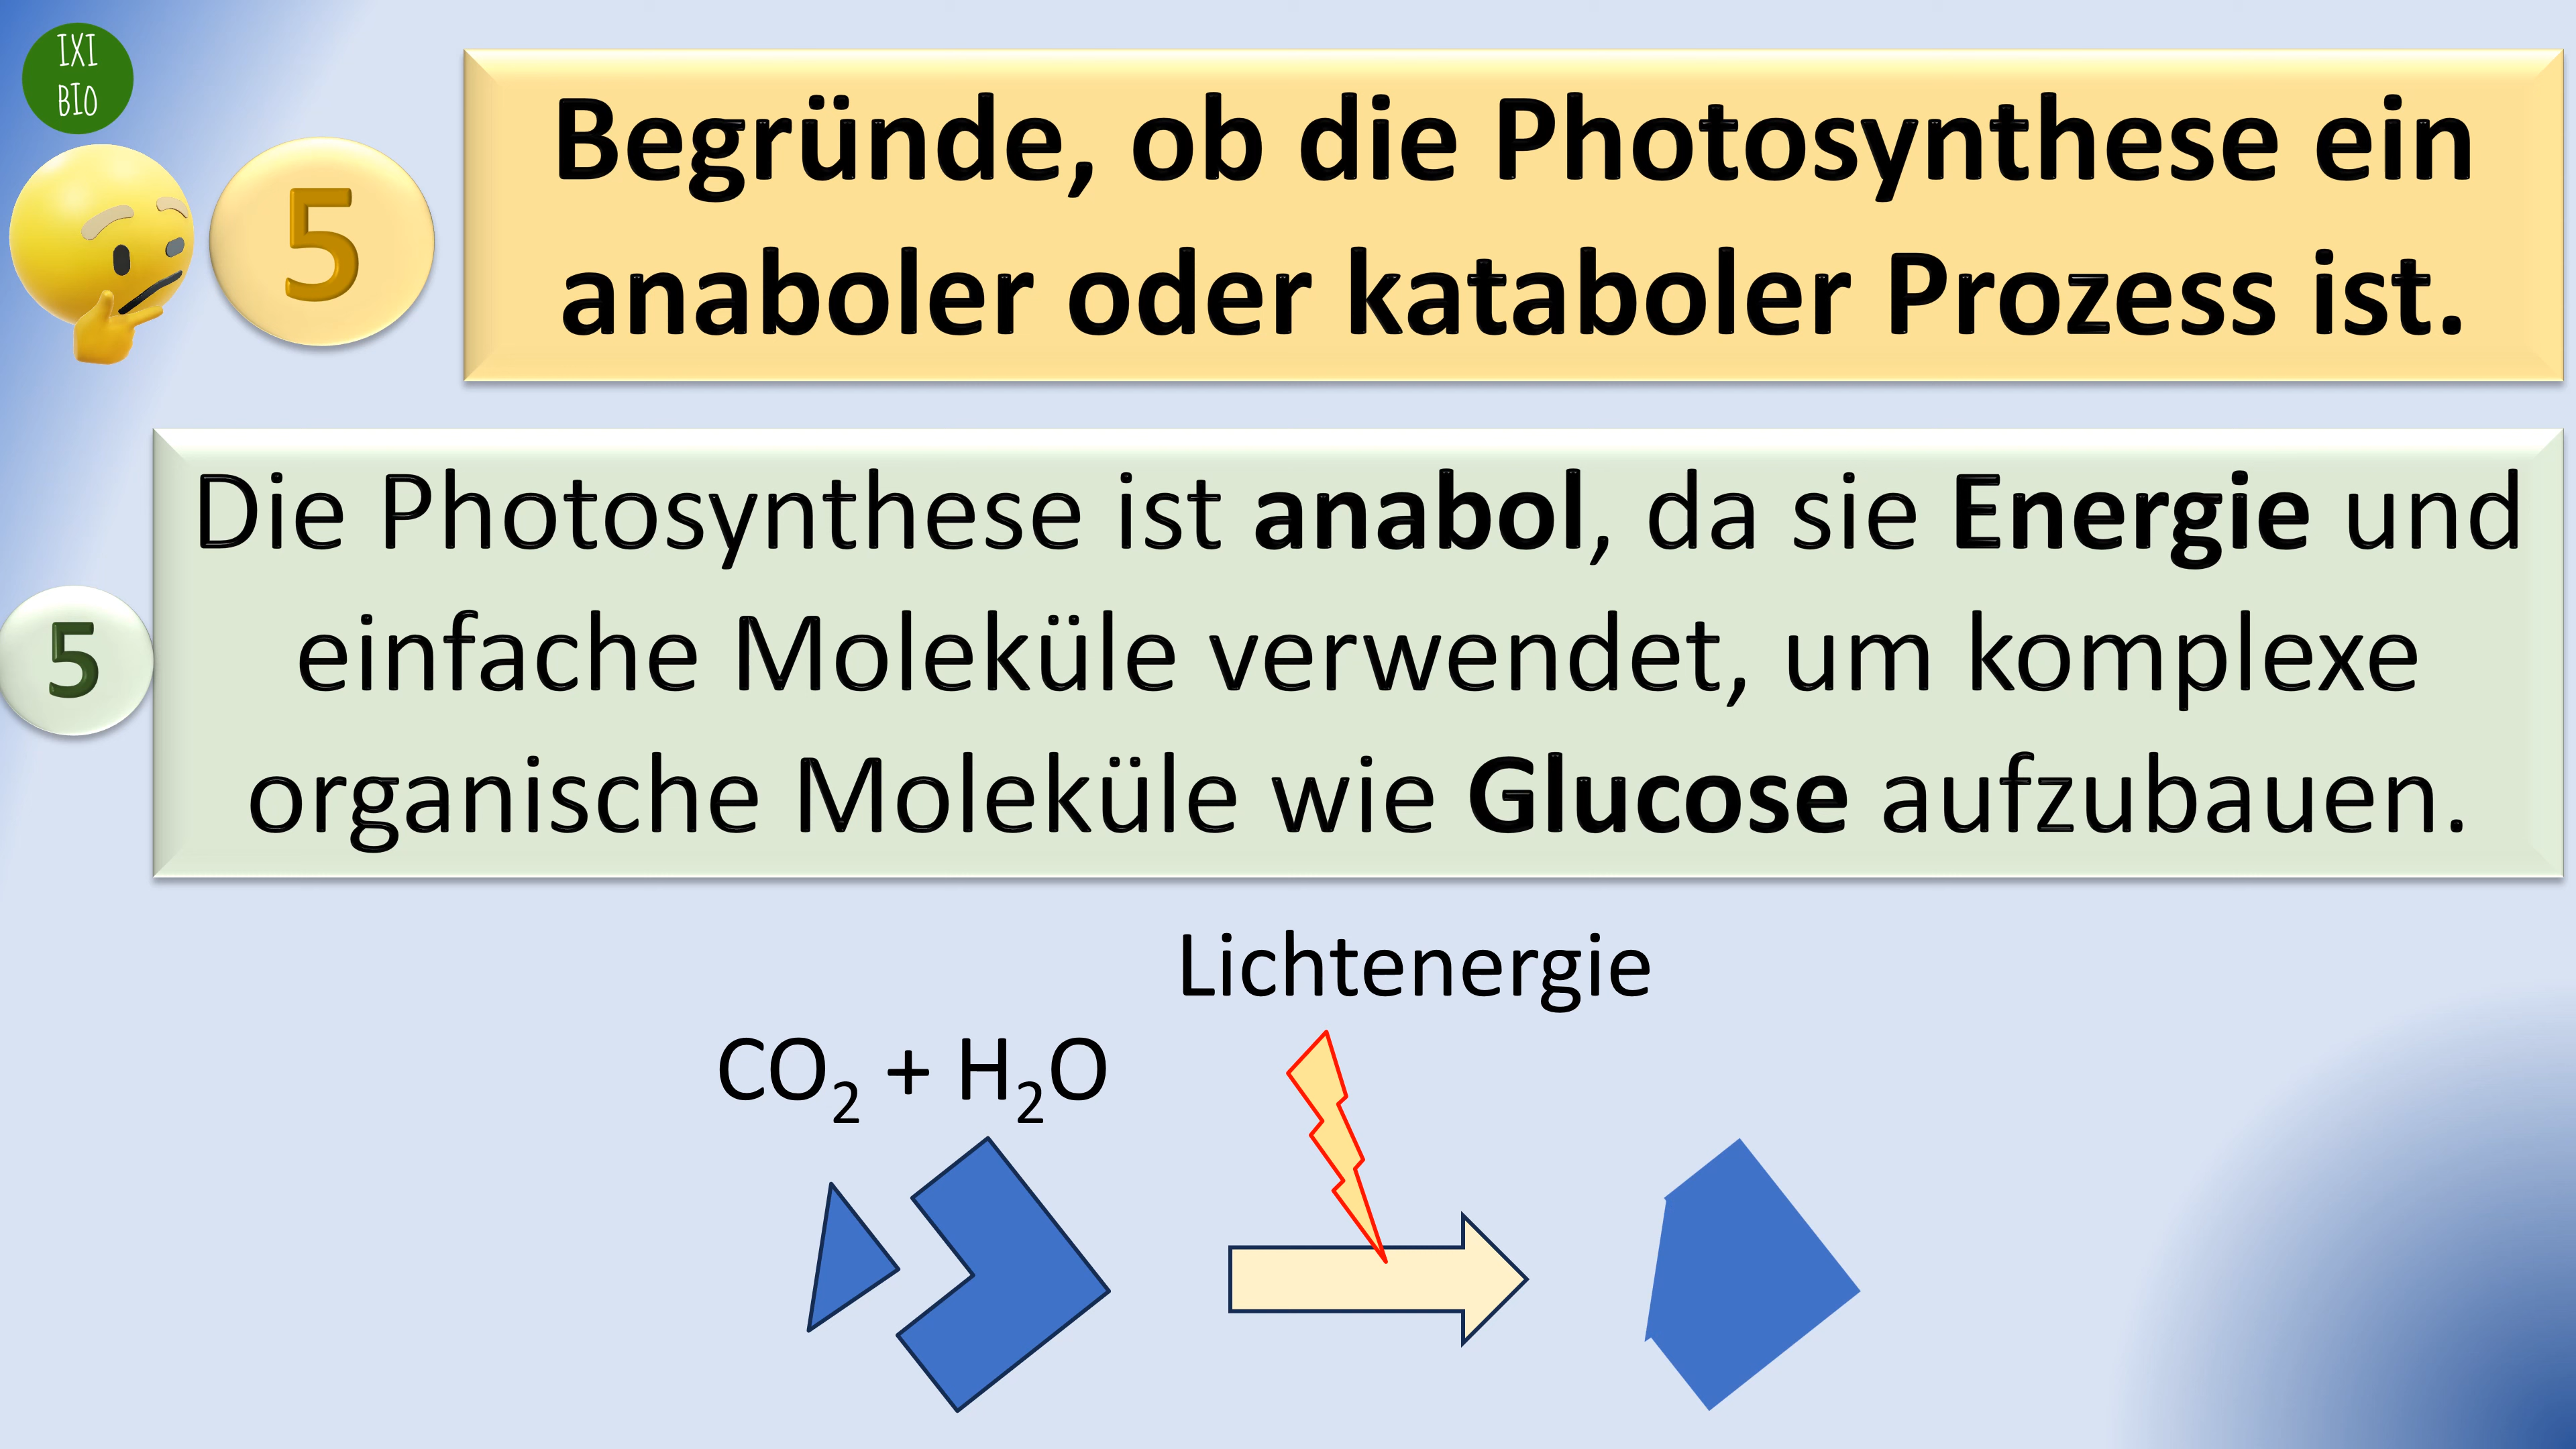 IXI
BIO
5
Begründe, ob die Photosynthese ein
anaboler oder kataboler Prozess ist.
5
Die Photosynthese ist anabol, da sie Energie und
einfache Moleküle verwendet, um komplexe
organische Moleküle wie Glucose aufzubauen.
Lichtenergie
CO₂ + H₂O